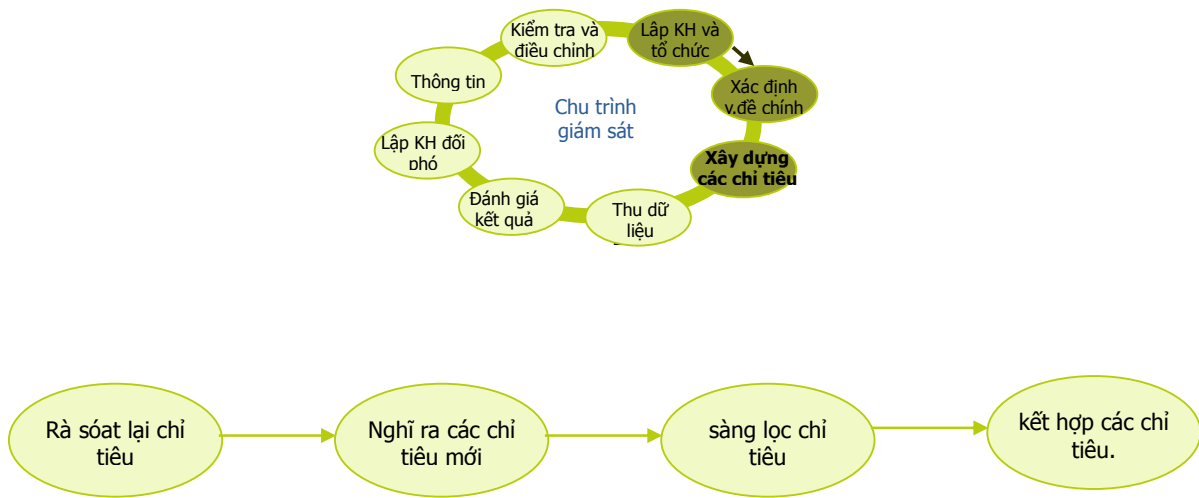 Kiểm tra và
điều chỉnh
Lâp KH và
tổ chức
Xác định
v.đề chính
Xây dựng
các chỉ tiêu
Thu dữ
liệu
Đánh giá
kết quả
Lập KH đối
phó
Thông tin
Chu trình
giám sát
Rà sóat lại chỉ
tiêu
Nghĩ ra các chỉ
tiêu mới
sàng lọc chỉ
tiêu
kết hợp các chỉ
tiêu.